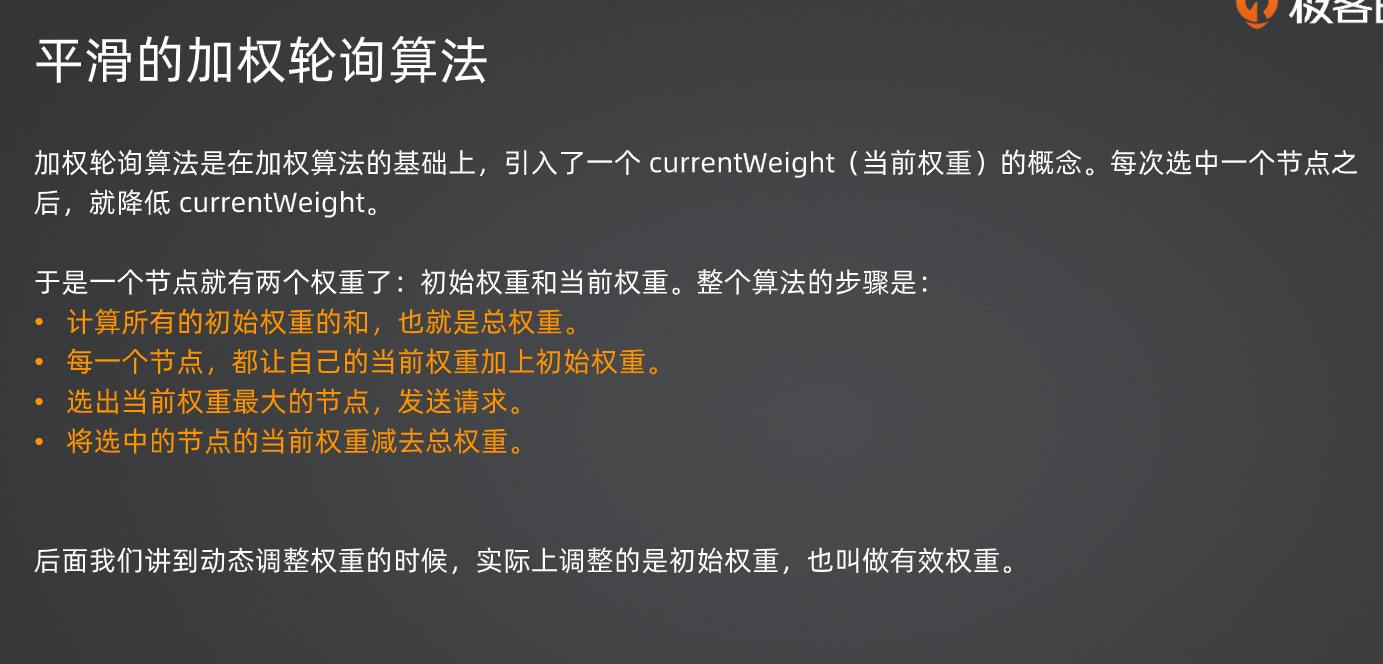 极客
平滑的加权轮询算法
加权轮询算法是在加权算法的基础上，引入了一个 currentWeight（当前权重）的概念。每次选中一个节点之
后，就降低 currentWeight。
于是一个节点就有两个权重了：初始权重和当前权重。整个算法的步骤是：
• 计算所有的初始权重的和，也就是总权重。
• 每一个节点，都让自己的当前权重加上初始权重。
• 选出当前权重最大的节点，发送请求。
• 将选中的节点的当前权重减去总权重。
后面我们讲到动态调整权重的时候，实际上调整的是初始权重，也叫做有效权重。